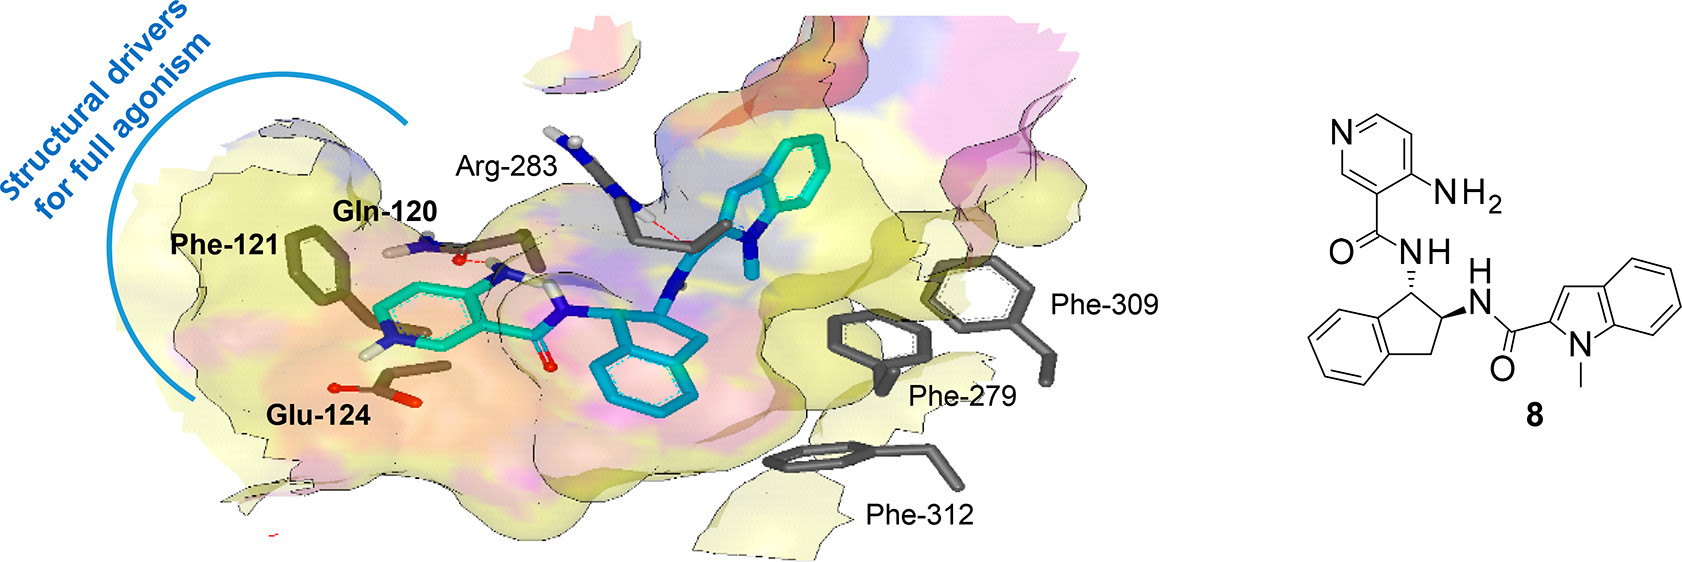 Structural drivers
for full agonism
Arg-283
Gln-120
Phe-121
Glu-124
Phe-309
Phe-279
Phe-312
N
NH2
O
NH
H
N
O
N
8